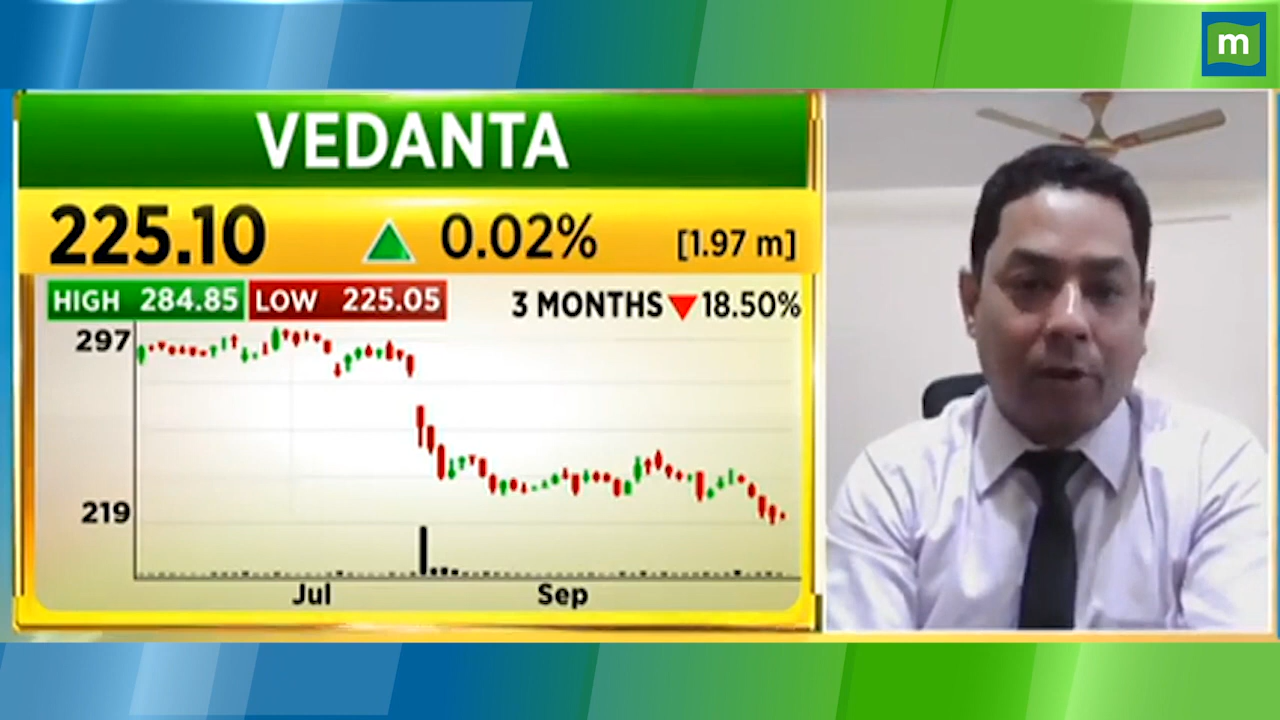 m
VEDANTA
225.10 ▲ 0.02% [1.97 m]
HIGH 284.85 LOW 225.05 3 MONTHS ▼ 18.50%
297
219
Jul Sep